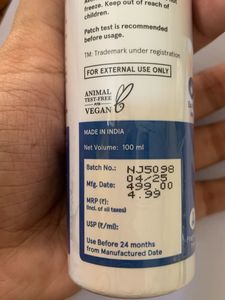 freeze. Keep out of reach of
children.
Patch test is recommended
before usage.
TM: Trademark under registration
FOR EXTERNAL USE ONLY
ANIMAL
TEST-FREE
VEGAN
MADE IN INDIA
Net Volume: 100 ml
Batch No.: NJ5098
Mfg. Date: 04/25
MRP (₹): 499.00
(Incl. of all taxes)
USP (₹/ml): 4.99
Use Before 24 months
from Manufactured Date